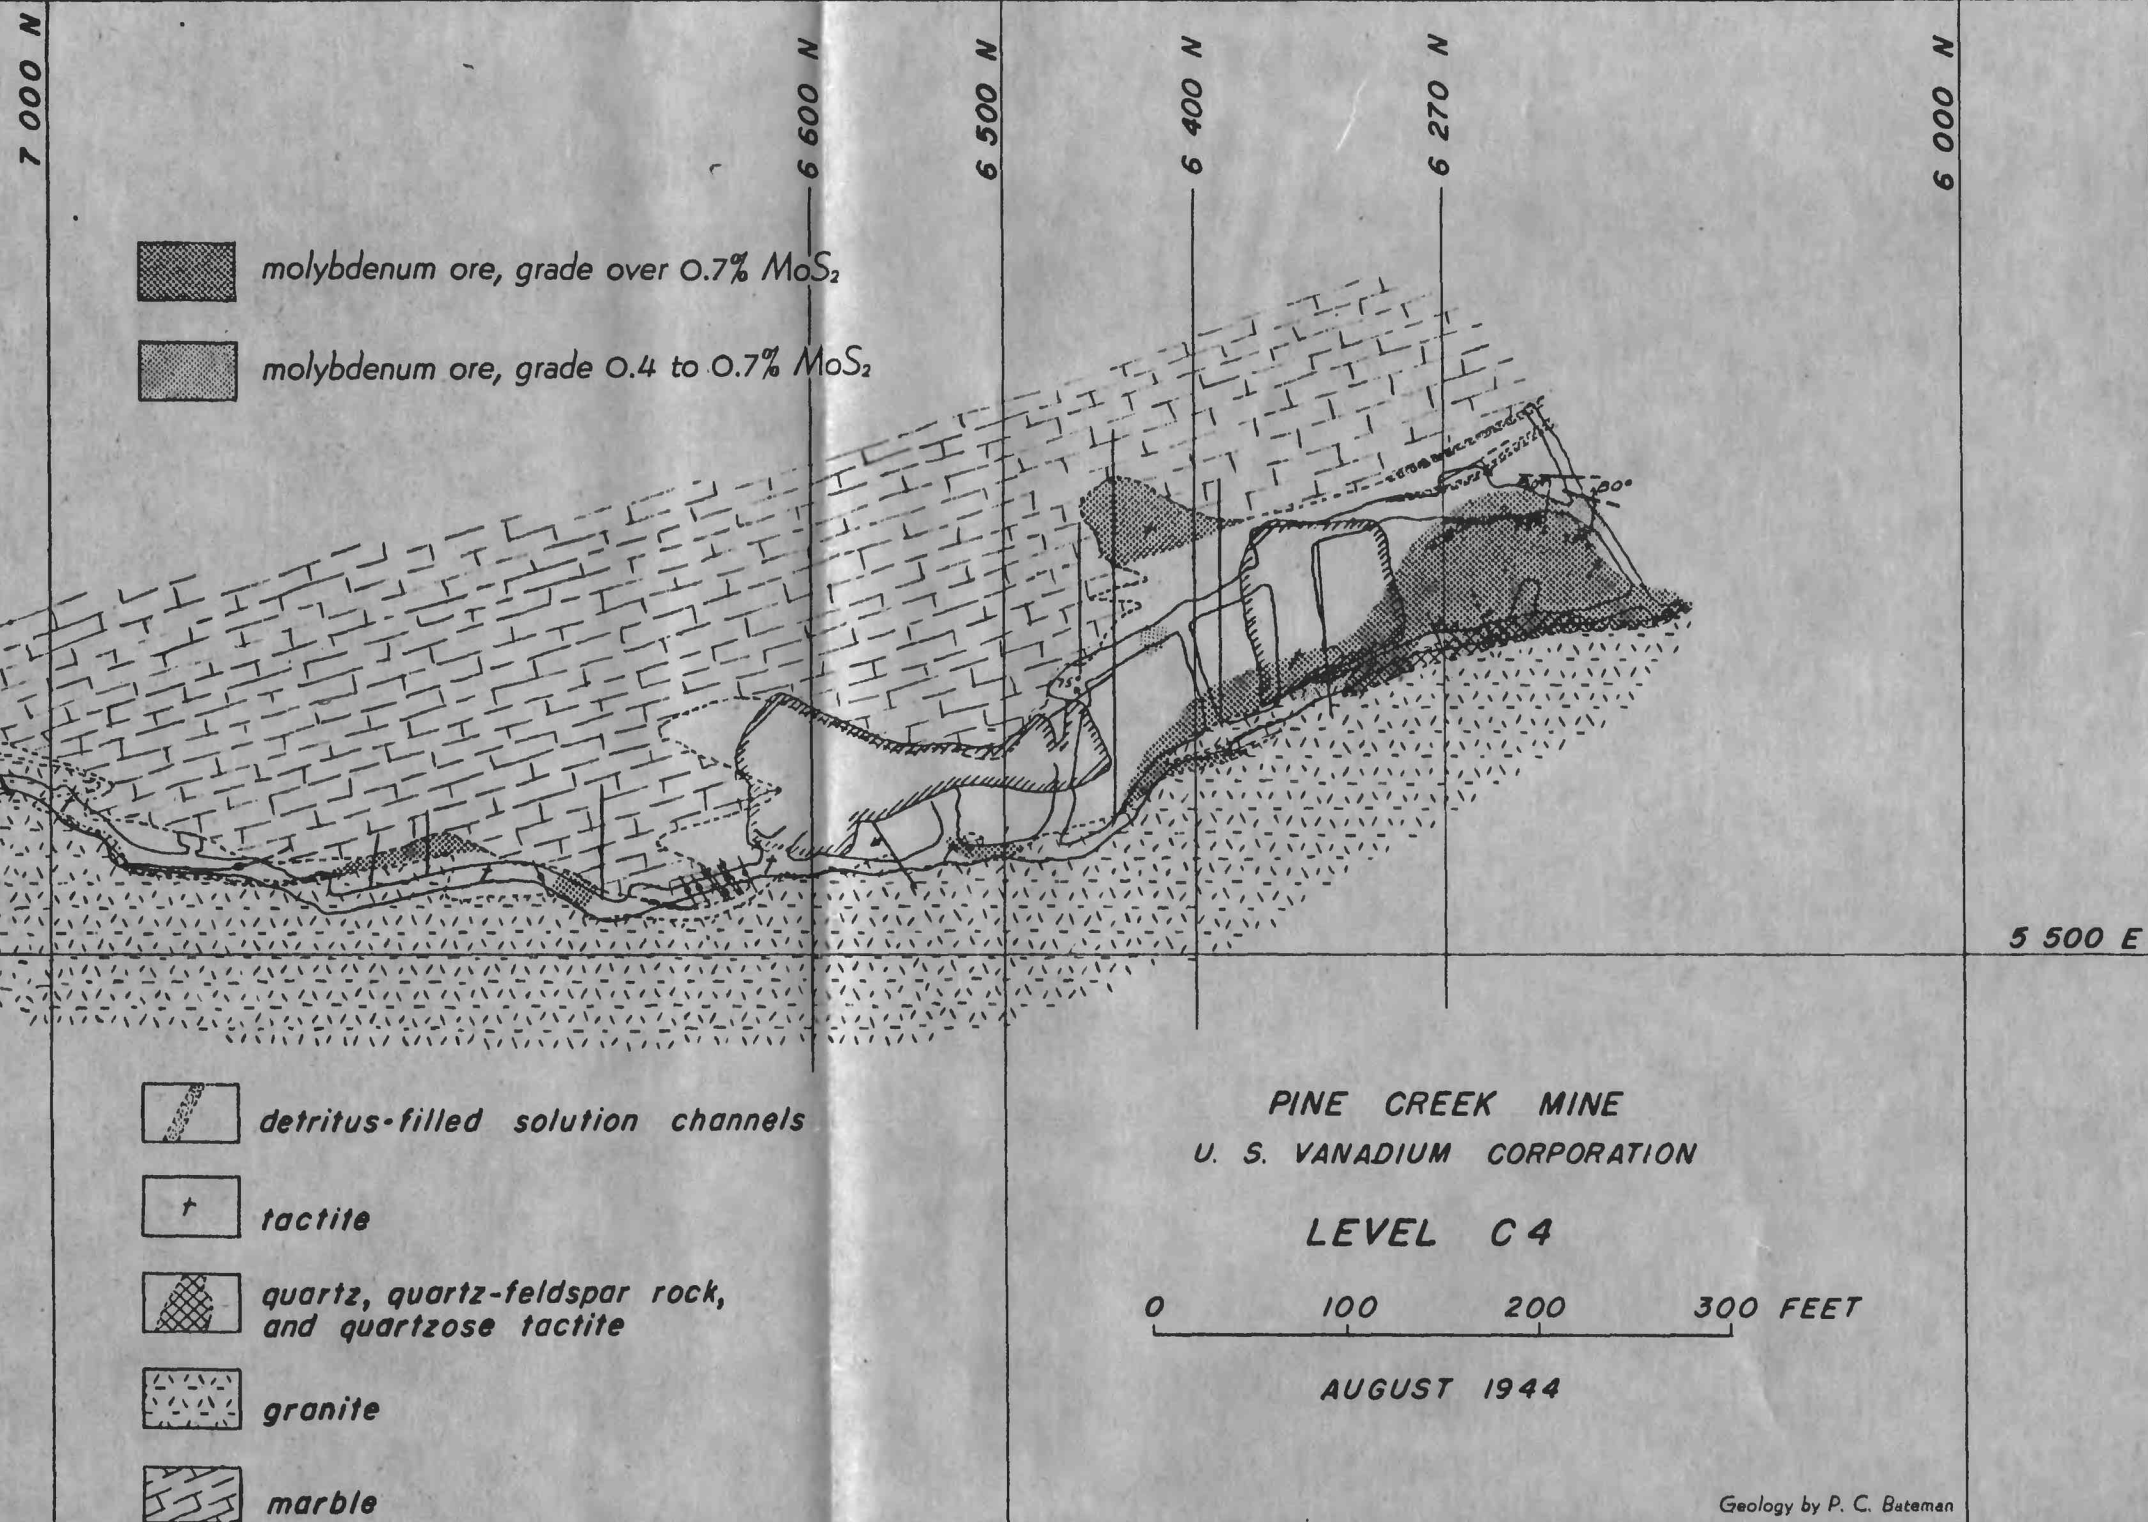 7 000 N
6 600 N
6 500 N
6 400 N
6 270 N
6 000 N
molybdenum ore, grade over 0.7% MoS₂
molybdenum ore, grade 0.4 to 0.7% MoS₂
80°
75°
5 500 E
detritus-filled solution channels
tactite
quartz, quartz-feldspar rock,
and quartzose tactite
granite
marble
PINE CREEK MINE
U. S. VANADIUM CORPORATION
LEVEL C 4
0 100 200 300 FEET
AUGUST 1944
Geology by P. C. Bateman